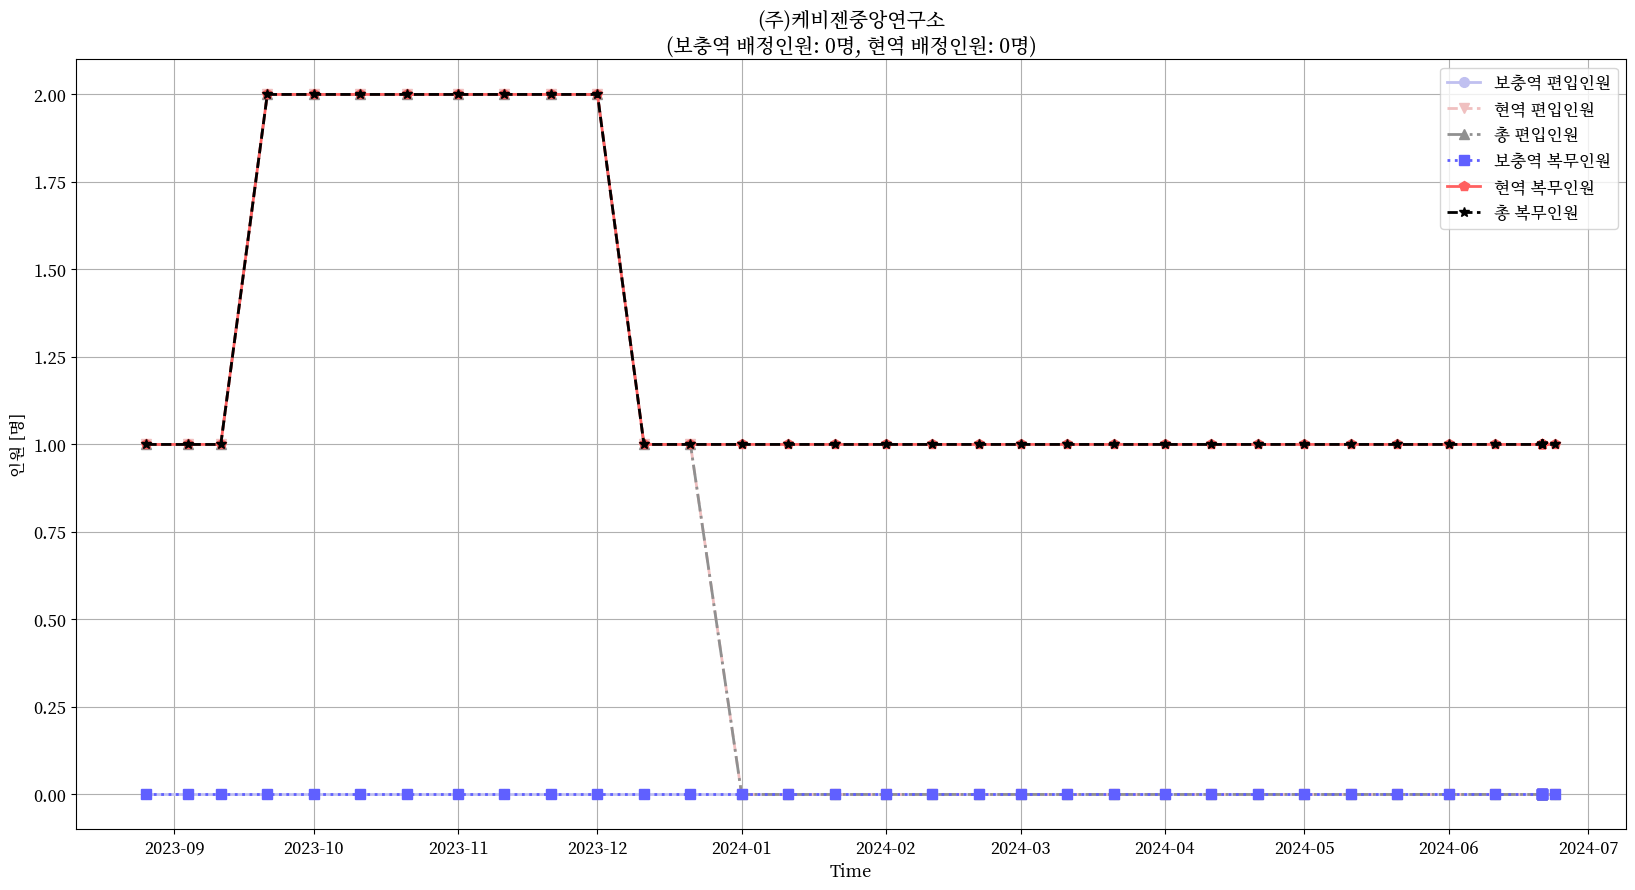 (주)케비젠중앙연구소
(보충역 배정인원: 0명, 현역 배정인원: 0명)
보충역 편입인원
현역 편입인원
총 편입인원
보충역 복무인원
현역 복무인원
총 복무인원
2.00
1.75
1.50
1.25
1.00
0.75
0.50
0.25
0.00
인원 [명]
2023-09 2023-10 2023-11 2023-12 2024-01 2024-02 2024-03 2024-04 2024-05 2024-06 2024-07
Time